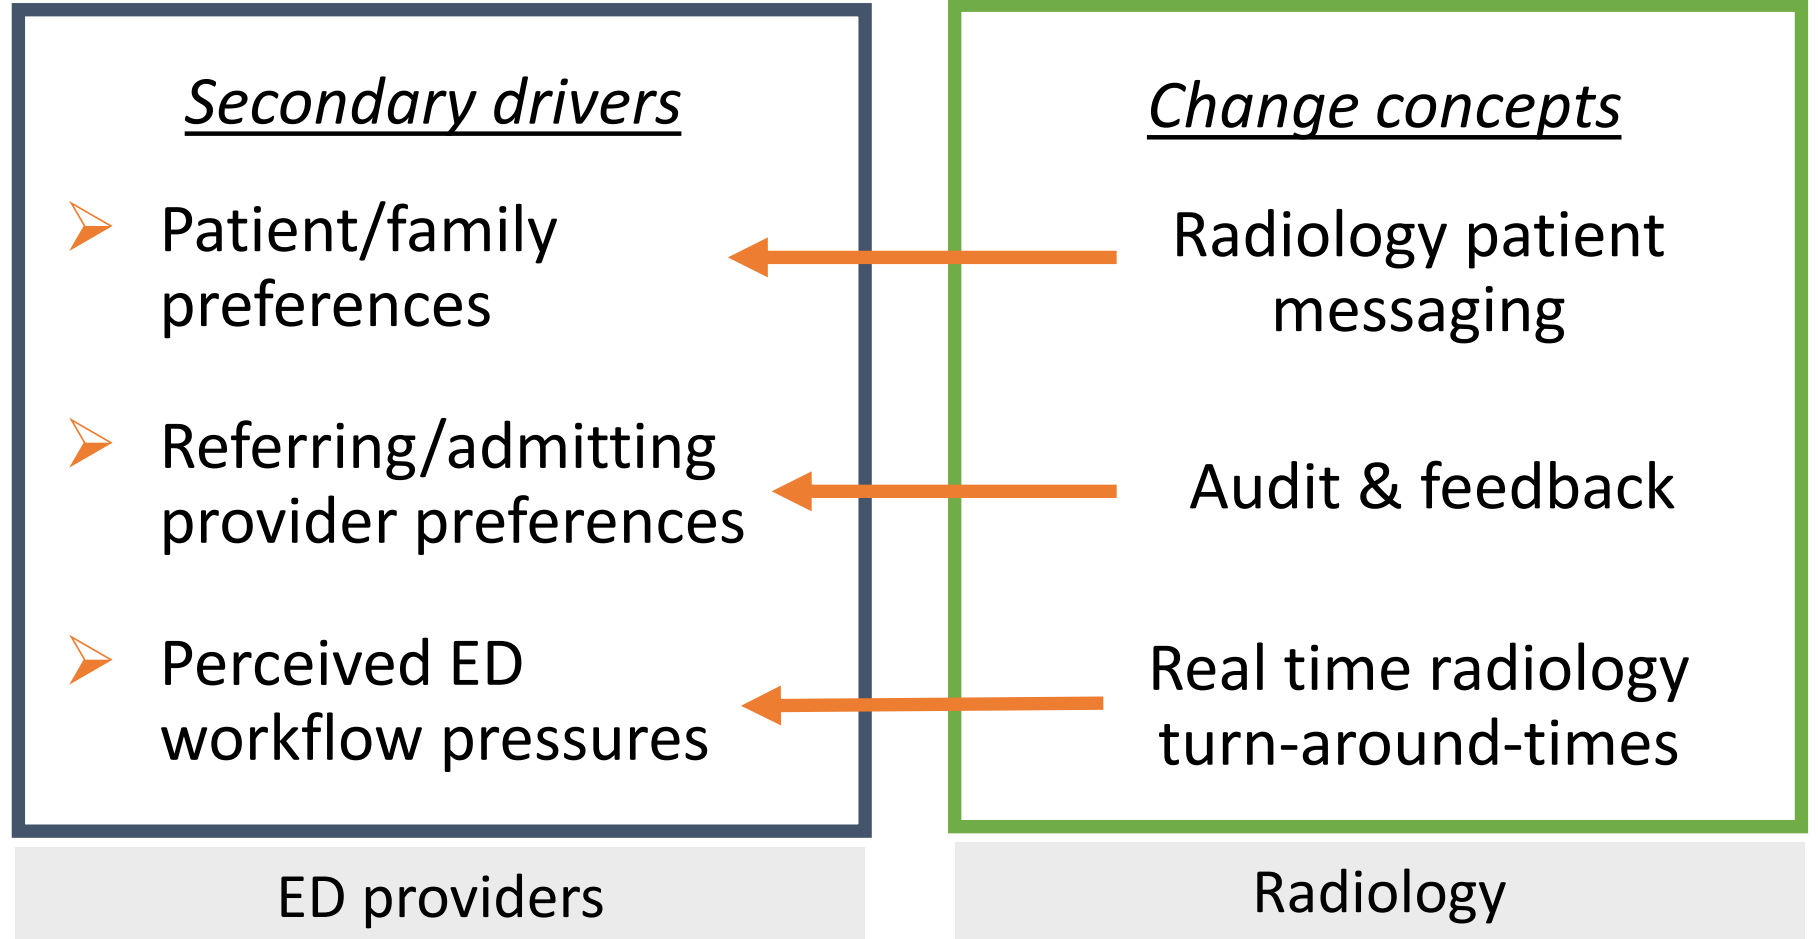 Secondary drivers
Patient/family
preferences
Referring/admitting
provider preferences
Perceived ED
workflow pressures
ED providers
Change concepts
Radiology patient
messaging
Audit & feedback
Real time radiology
turn-around-times
Radiology